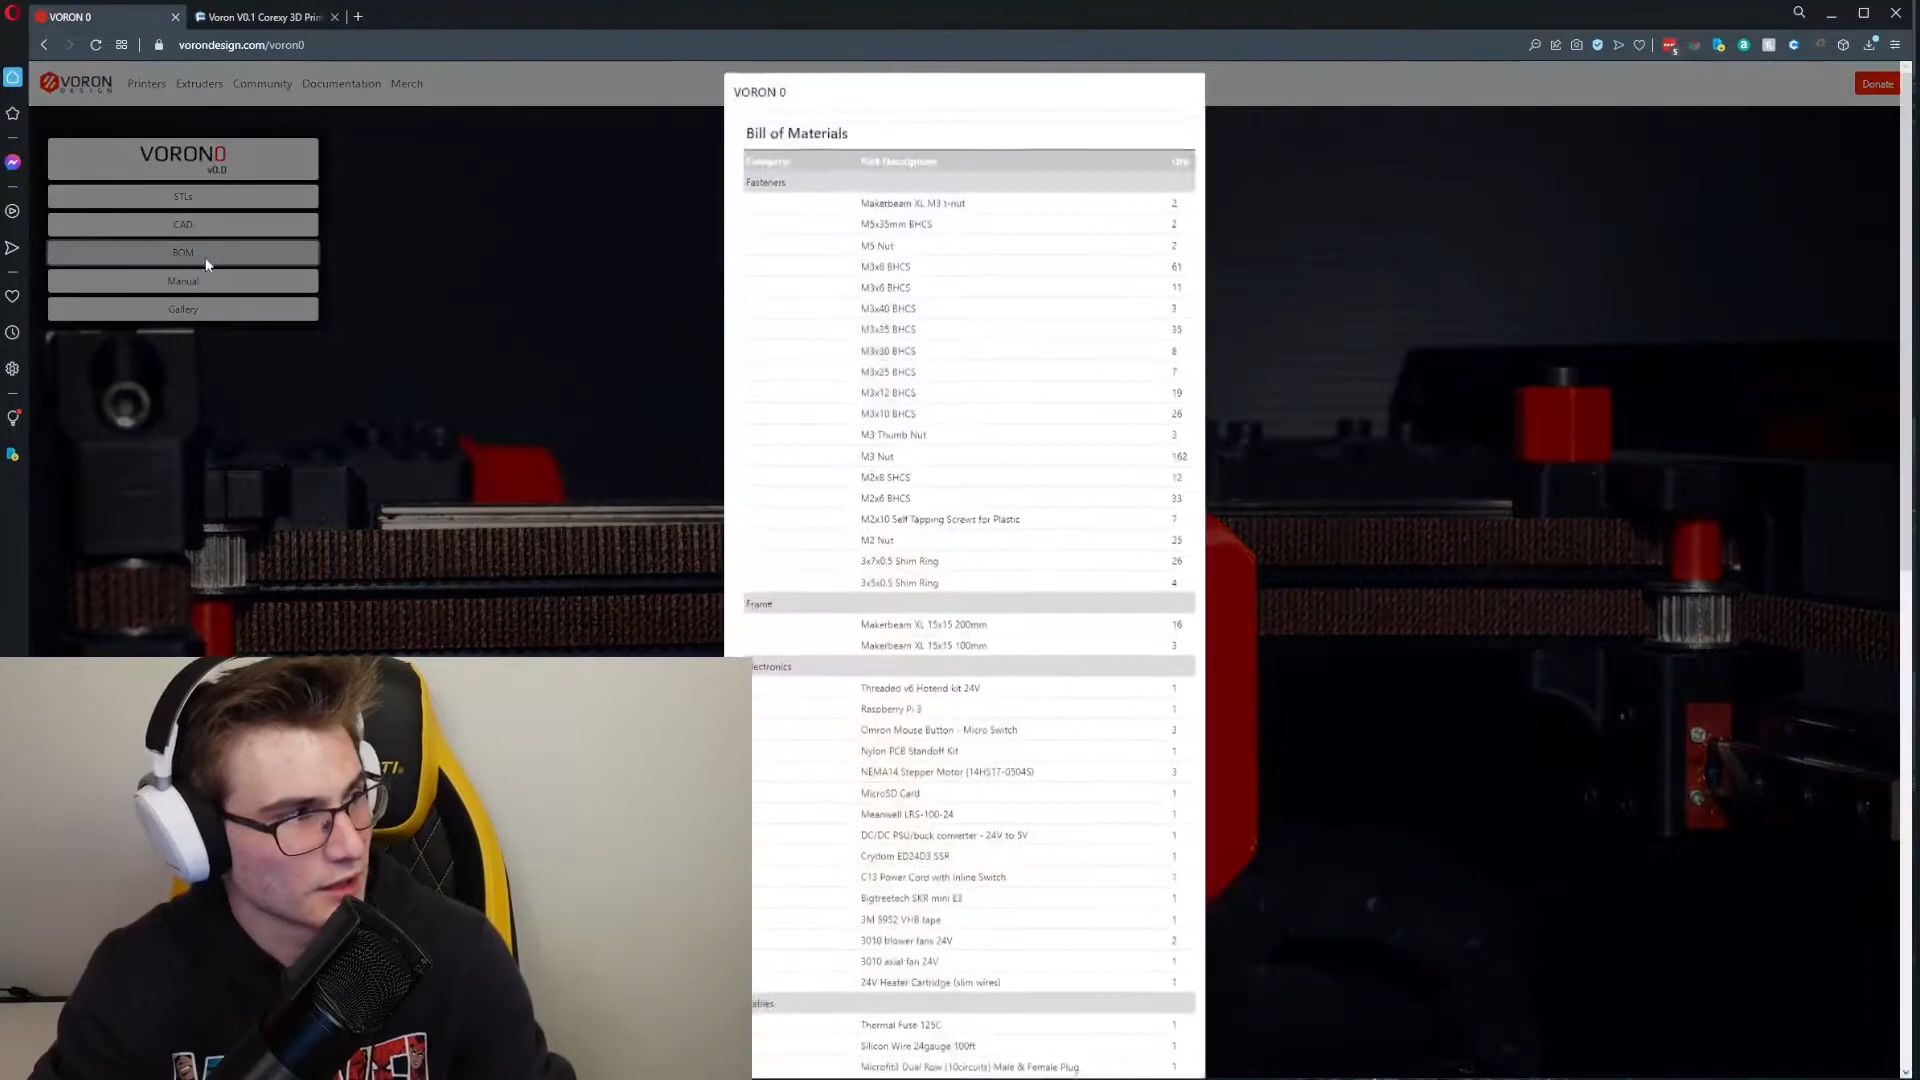 VORON 0
Voron V0.1 Corexy 3D Prin
vorondesign.com/voron0
VORON
DESIGN
Printers
Extruders
Community
Documentation
Merch
Donate
VORON0
v0.0
STLs
CAD
BOM
Manual
Gallery
VORON 0
Bill of Materials
Category Part Description Qty
Fasteners
Makerbeam XL M3 t-nut 2
M5x35mm BHCS 2
M5 Nut 2
M3x8 BHCS 61
M3x6 BHCS 11
M3x40 BHCS 3
M3x35 BHCS 35
M3x30 BHCS 8
M3x25 BHCS 7
M3x12 BHCS 19
M3x10 BHCS 26
M3 Thumb Nut 3
M3 Nut 162
M2x8 SHCS 12
M2x6 BHCS 33
M2x10 Self Tapping Screws for Plastic 7
M2 Nut 25
3x7x0.5 Shim Ring 26
3x5x0.5 Shim Ring 4
Frame
Makerbeam XL 15x15 200mm 16
Makerbeam XL 15x15 100mm 3
lectronics
Threaded v6 Hotend kit 24V 1
Raspberry Pi 3 1
Omron Mouse Button - Micro Switch 3
Nylon PCB Standoff Kit 1
NEMA14 Stepper Motor (14HS17-0504S) 3
MicroSD Card 1
Meanwell LRS-100-24 1
DC/DC PSU/buck converter - 24V to 5V 1
Crydom ED24D3 SSR 1
C13 Power Cord with Inline Switch 1
Bigtreetech SKR mini E3 1
3M 5952 VHB tape 1
3010 blower fans 24V 2
3010 axial fan 24V 1
24V Heater Cartridge (slim wires) 1
ables
Thermal Fuse 125C 1
Silicon Wire 24gauge 100ft 1
Microfit3 Dual Row (10circuits) Male & Female Plug 1